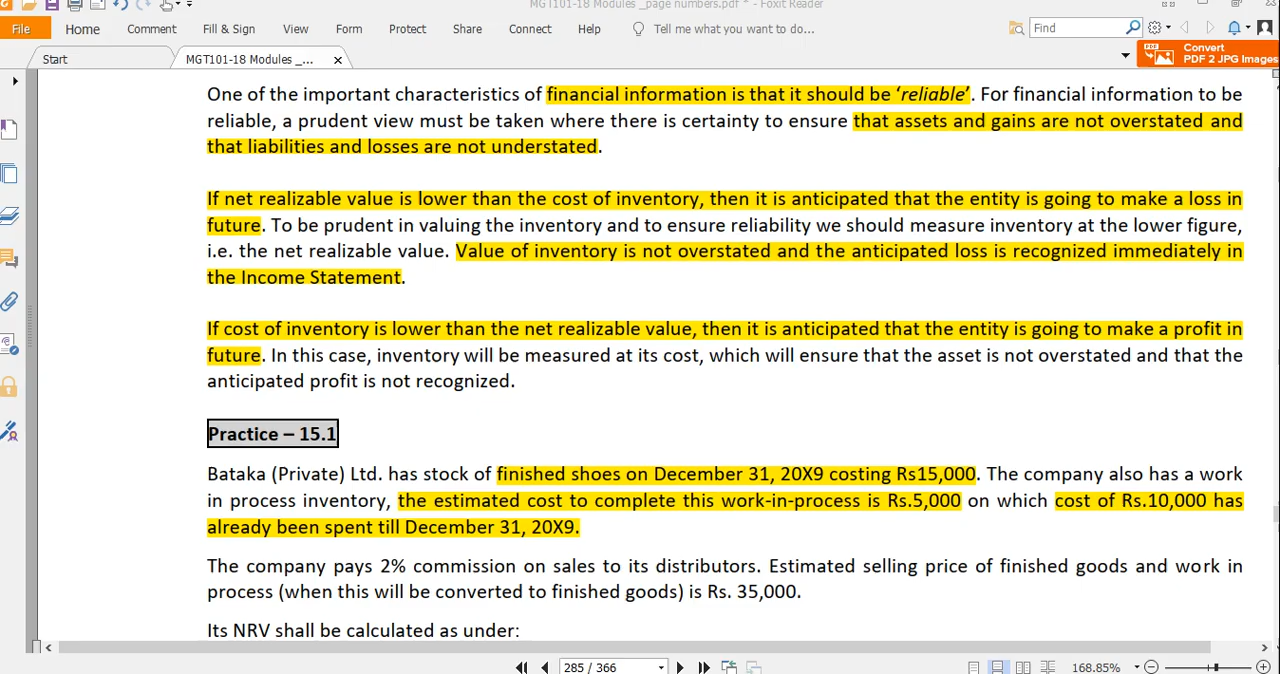 MGT101-18 Modules _page numbers.pdf * - Foxit Reader
File Home Comment Fill & Sign View Form Protect Share Connect Help Tell me what you want to do... Find
Start MGT101-18 Modules _... Convert
PDF 2 JPG Images
One of the important characteristics of financial information is that it should be ‘reliable’. For financial information to be
reliable, a prudent view must be taken where there is certainty to ensure that assets and gains are not overstated and
that liabilities and losses are not understated.
If net realizable value is lower than the cost of inventory, then it is anticipated that the entity is going to make a loss in
future. To be prudent in valuing the inventory and to ensure reliability we should measure inventory at the lower figure,
i.e. the net realizable value. Value of inventory is not overstated and the anticipated loss is recognized immediately in
the Income Statement.
If cost of inventory is lower than the net realizable value, then it is anticipated that the entity is going to make a profit in
future. In this case, inventory will be measured at its cost, which will ensure that the asset is not overstated and that the
anticipated profit is not recognized.
Practice – 15.1
Bataka (Private) Ltd. has stock of finished shoes on December 31, 20X9 costing Rs15,000. The company also has a work
in process inventory, the estimated cost to complete this work-in-process is Rs.5,000 on which cost of Rs.10,000 has
already been spent till December 31, 20X9.
The company pays 2% commission on sales to its distributors. Estimated selling price of finished goods and work in
process (when this will be converted to finished goods) is Rs. 35,000.
Its NRV shall be calculated as under:
285 / 366 168.85%